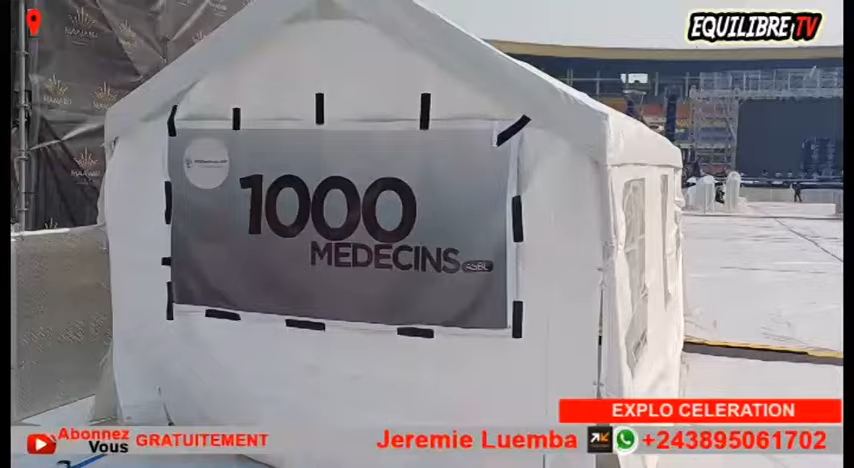 EQUILIBRE TV
1000
MEDECINS
ASBL
EXPLO CELERATION
Abonnez
Vous
GRATUITEMENT
Jeremie Luemba
+243895061702